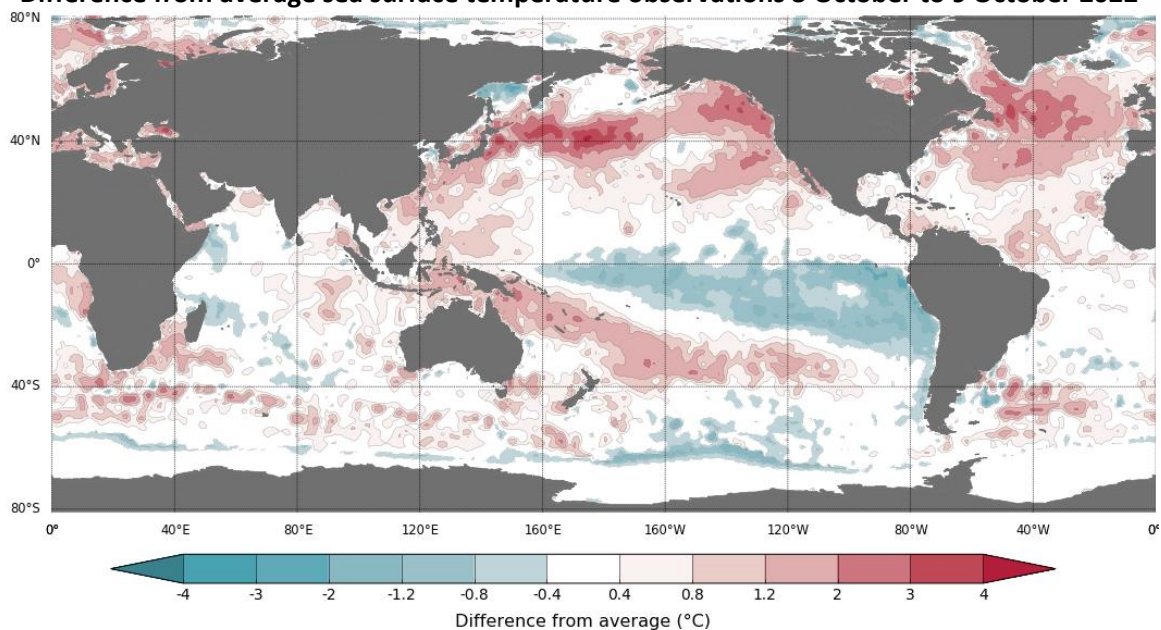 Difference from average sea surface temperature observations 3 October to 9 October 2022
80°N
40°N
0°
40°S
80°S
0° 40°E 80°E 120°E 160°E 160°W 120°W 80°W 40°W 0°
-4 -3 -2 -1.2 -0.8 -0.4 0.4 0.8 1.2 2 3 4
Difference from average (°C)